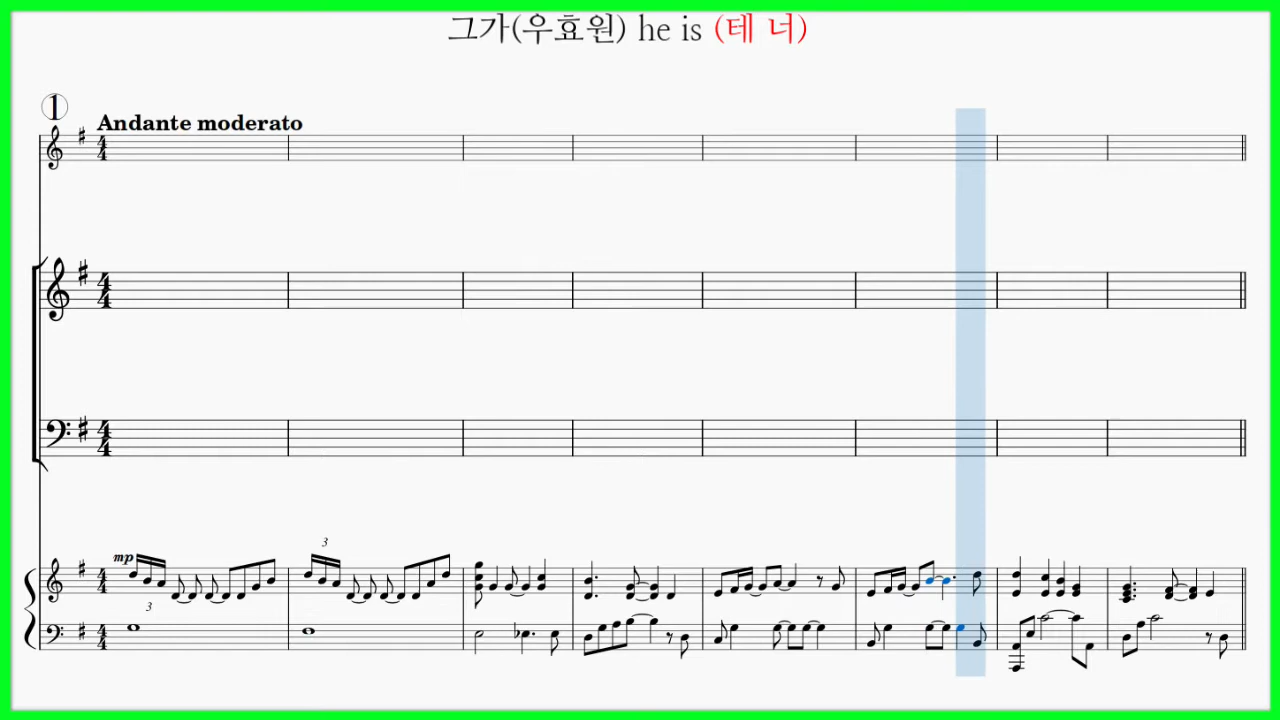 그가(우효원) he is (테 너)
1
Andante moderato
mp
3
3